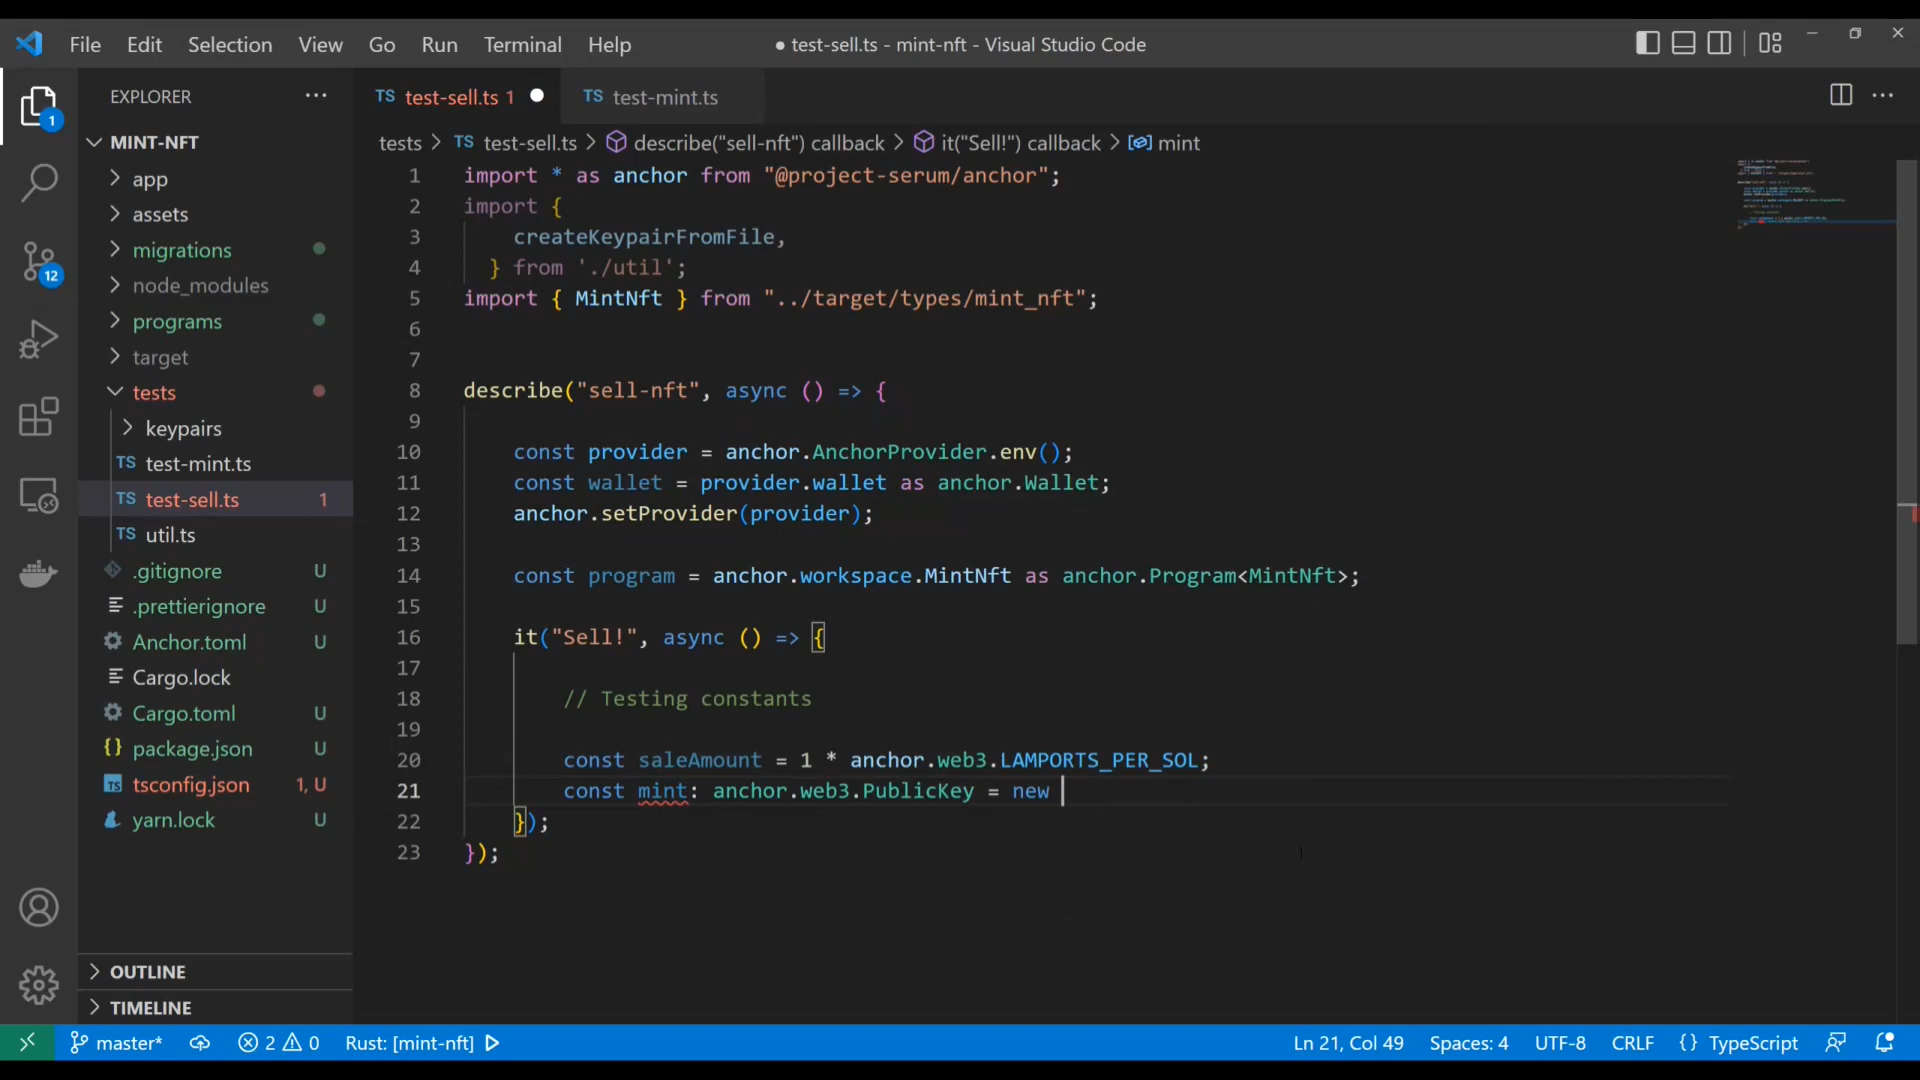 File Edit Selection View Go Run Terminal Help
● test-sell.ts - mint-nft - Visual Studio Code
EXPLORER ...
1
12
MINT-NFT
app
assets
migrations
node_modules
programs
target
tests
keypairs
TS test-mint.ts
TS test-sell.ts 1
TS util.ts
.gitignore U
.prettierignore U
Anchor.toml U
Cargo.lock
Cargo.toml U
package.json U
TS tsconfig.json 1, U
yarn.lock U
OUTLINE
TIMELINE
TS test-sell.ts 1 ●
TS test-mint.ts
tests > TS test-sell.ts > describe("sell-nft") callback > it("Sell!") callback > mint
1 import * as anchor from "@project-serum/anchor";
2 import {
3 createKeypairFromFile,
4 } from './util';
5 import { MintNft } from "../target/types/mint_nft";
6
7
8 describe("sell-nft", async () => {
9
10 const provider = anchor.AnchorProvider.env();
11 const wallet = provider.wallet as anchor.Wallet;
12 anchor.setProvider(provider);
13
14 const program = anchor.workspace.MintNft as anchor.Program<MintNft>;
15
16 it("Sell!", async () => {
17
18 // Testing constants
19
20 const saleAmount = 1 * anchor.web3.LAMPORTS_PER_SOL;
21 const mint: anchor.web3.PublicKey = new
22 });
23 });
master* 2 0 Rust: [mint-nft] Ln 21, Col 49 Spaces: 4 UTF-8 CRLF {} TypeScript